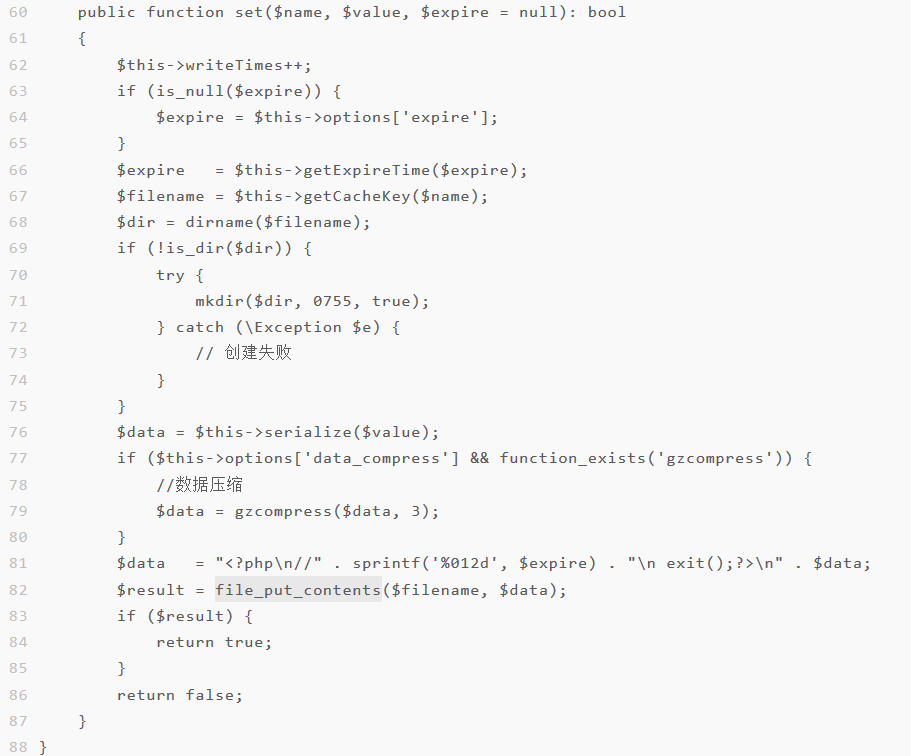 60     public function set($name, $value, $expire = null): bool
61     {
62         $this->writeTimes++;
63         if (is_null($expire)) {
64             $expire = $this->options['expire'];
65         }
66         $expire   = $this->getExpireTime($expire);
67         $filename = $this->getCacheKey($name);
68         $dir = dirname($filename);
69         if (!is_dir($dir)) {
70             try {
71                 mkdir($dir, 0755, true);
72             } catch (\Exception $e) {
73                 // 创建失败
74             }
75         }
76         $data = $this->serialize($value);
77         if ($this->options['data_compress'] && function_exists('gzcompress')) {
78             //数据压缩
79             $data = gzcompress($data, 3);
80         }
81         $data   = "<?php\n//" . sprintf('%012d', $expire) . "\n exit();?>\n" . $data;
82         $result = file_put_contents($filename, $data);
83         if ($result) {
84             return true;
85         }
86         return false;
87     }
88 }